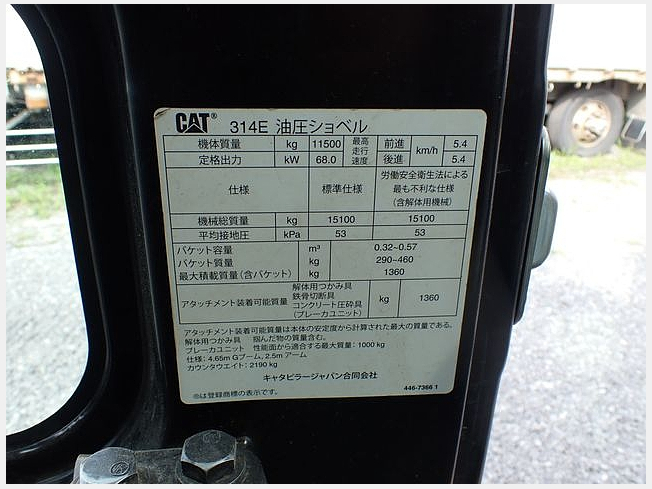 CAT® 314E 油圧ショベル
機体質量 kg 11500 最高走行速度 前進 km/h 5.4
定格出力 kW 68.0 後進 5.4
仕様 標準仕様 労働安全衛生法による最も不利な仕様(含解体用機械)
機械総質量 kg 15100 15100
平均接地圧 kPa 53 53
バケット容量 m³ 0.32~0.57
バケット質量 kg 290~460
最大積載質量(含バケット) kg 1360
アタッチメント装着可能質量 解体用つかみ具 鉄骨切断具 コンクリート圧砕具 (ブレーカユニット) kg 1360
アタッチメント装着可能質量は本体の安定度から計算された最大の質量である。
解体用つかみ具 掴んだ物の質量含む。
ブレーカユニット 性能面から適合する最大質量:1000 kg
仕様:4.65m Gブーム, 2.5m アーム
カウンタウエイト:2190 kg
キャタピラージャパン合同会社
®は登録商標の表示です。 446-7386 1